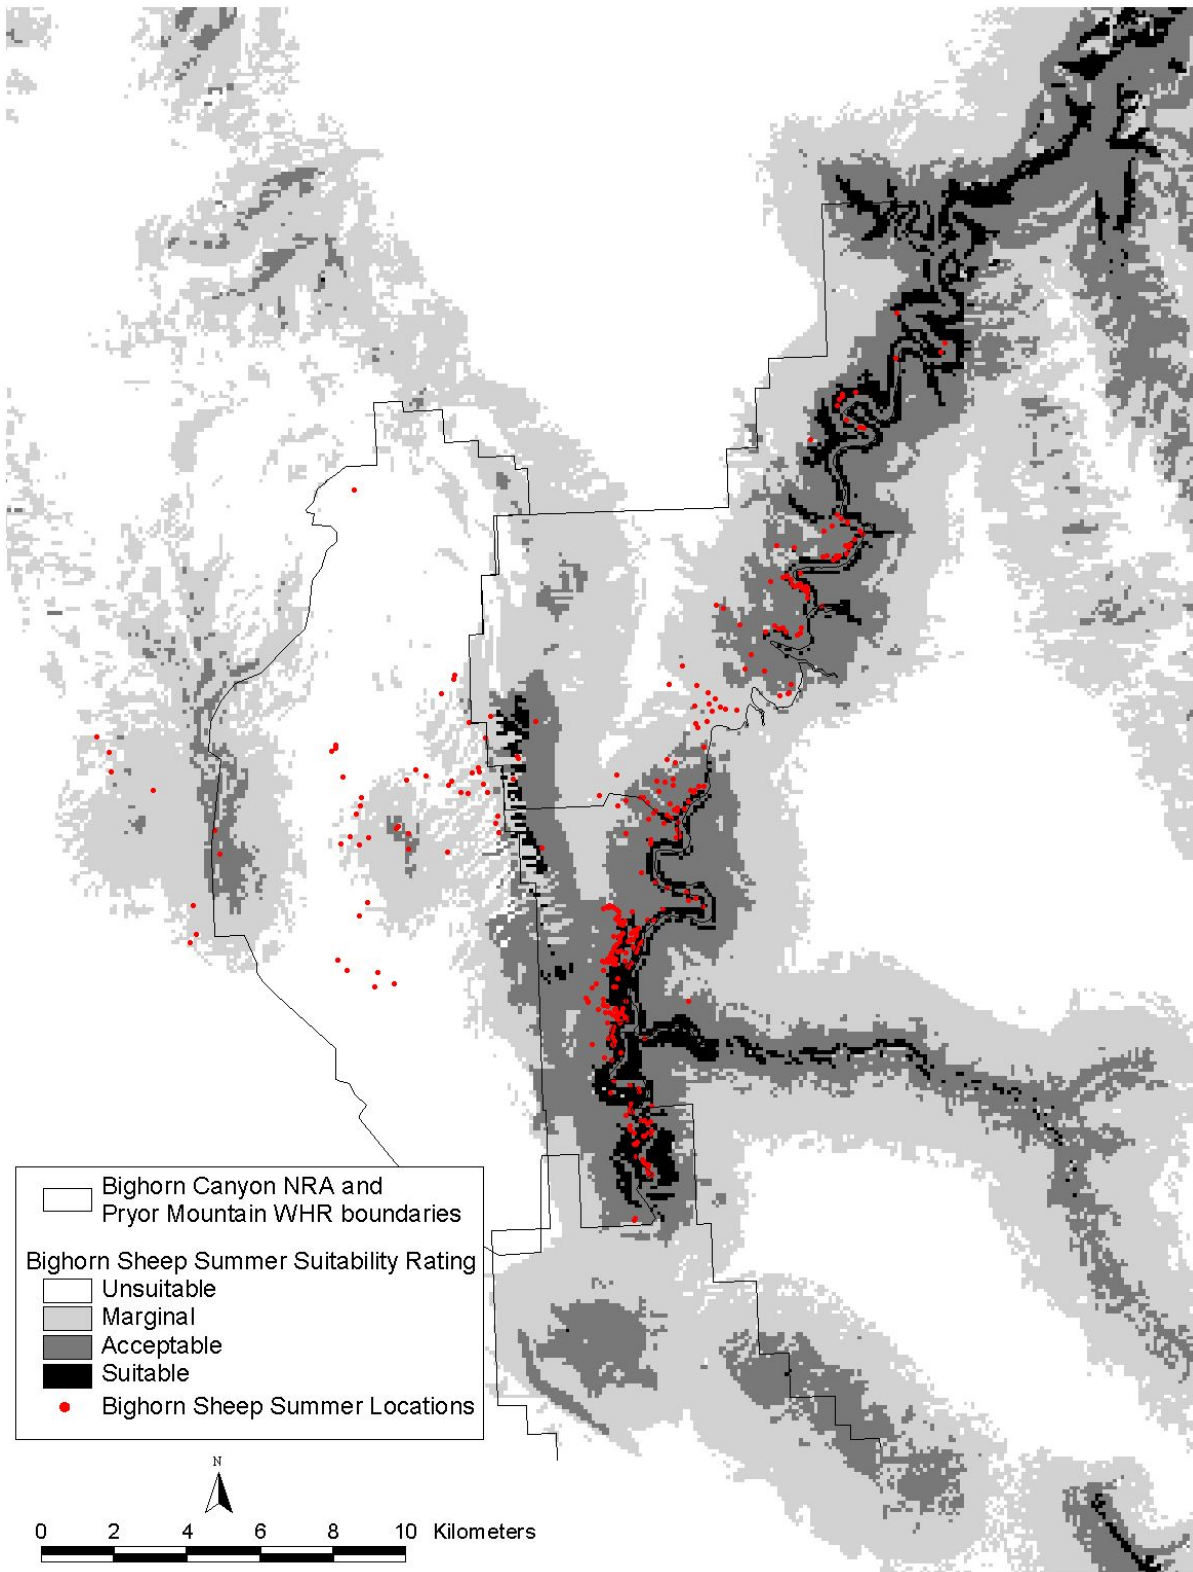 Bighorn Canyon NRA and
Pryor Mountain WHR boundaries
Bighorn Sheep Summer Suitability Rating
Unsuitable
Marginal
Acceptable
Suitable
Bighorn Sheep Summer Locations
N
0 2 4 6 8 10 Kilometers